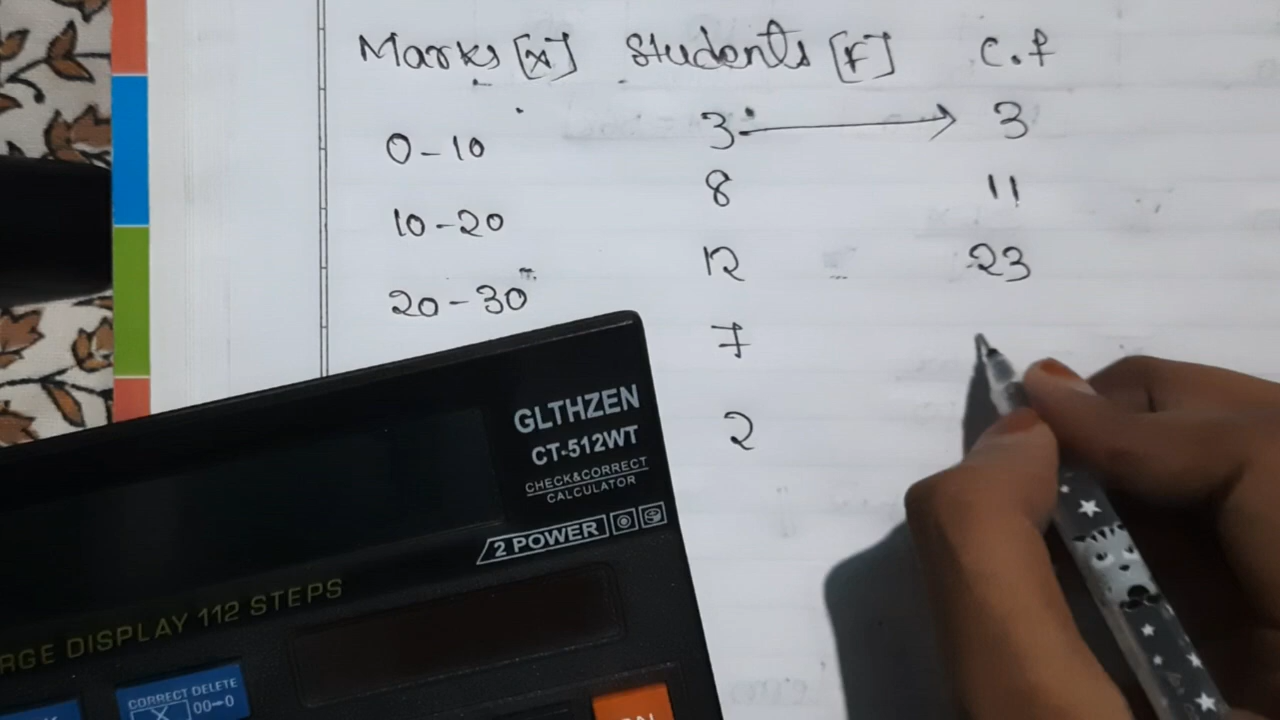 Marks [X] Students [F] C.f
0-10 3 → 3
10-20 8 11
20-30 12 23
7
2
GLTHZEN
CT-512WT
CHECK&CORRECT
CALCULATOR
2 POWER
RGE DISPLAY 112 STEPS
CORRECT DELETE
X 00→0